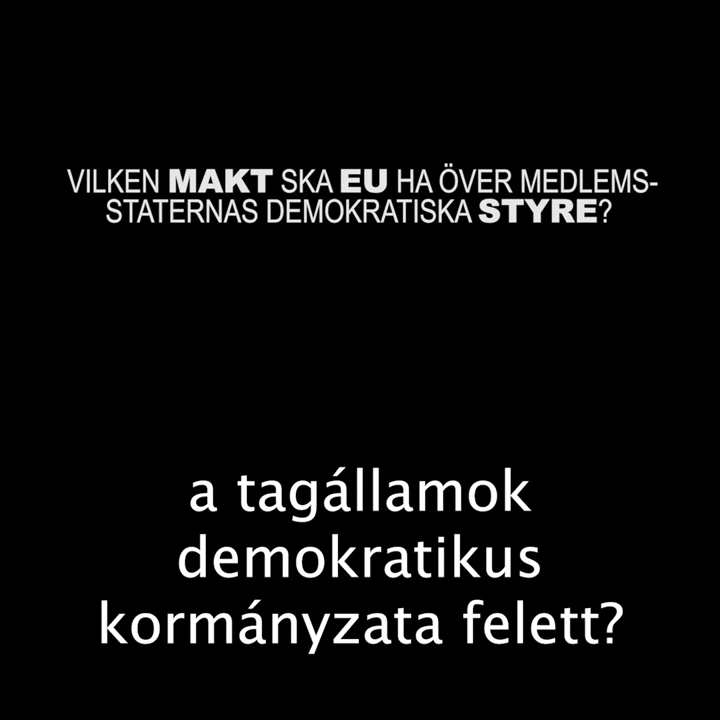 VILKEN MAKT SKA EU HA ÖVER MEDLEMS-
STATERNAS DEMOKRATISKA STYRE?
a tagállamok
demokratikus
kormányzata felett?